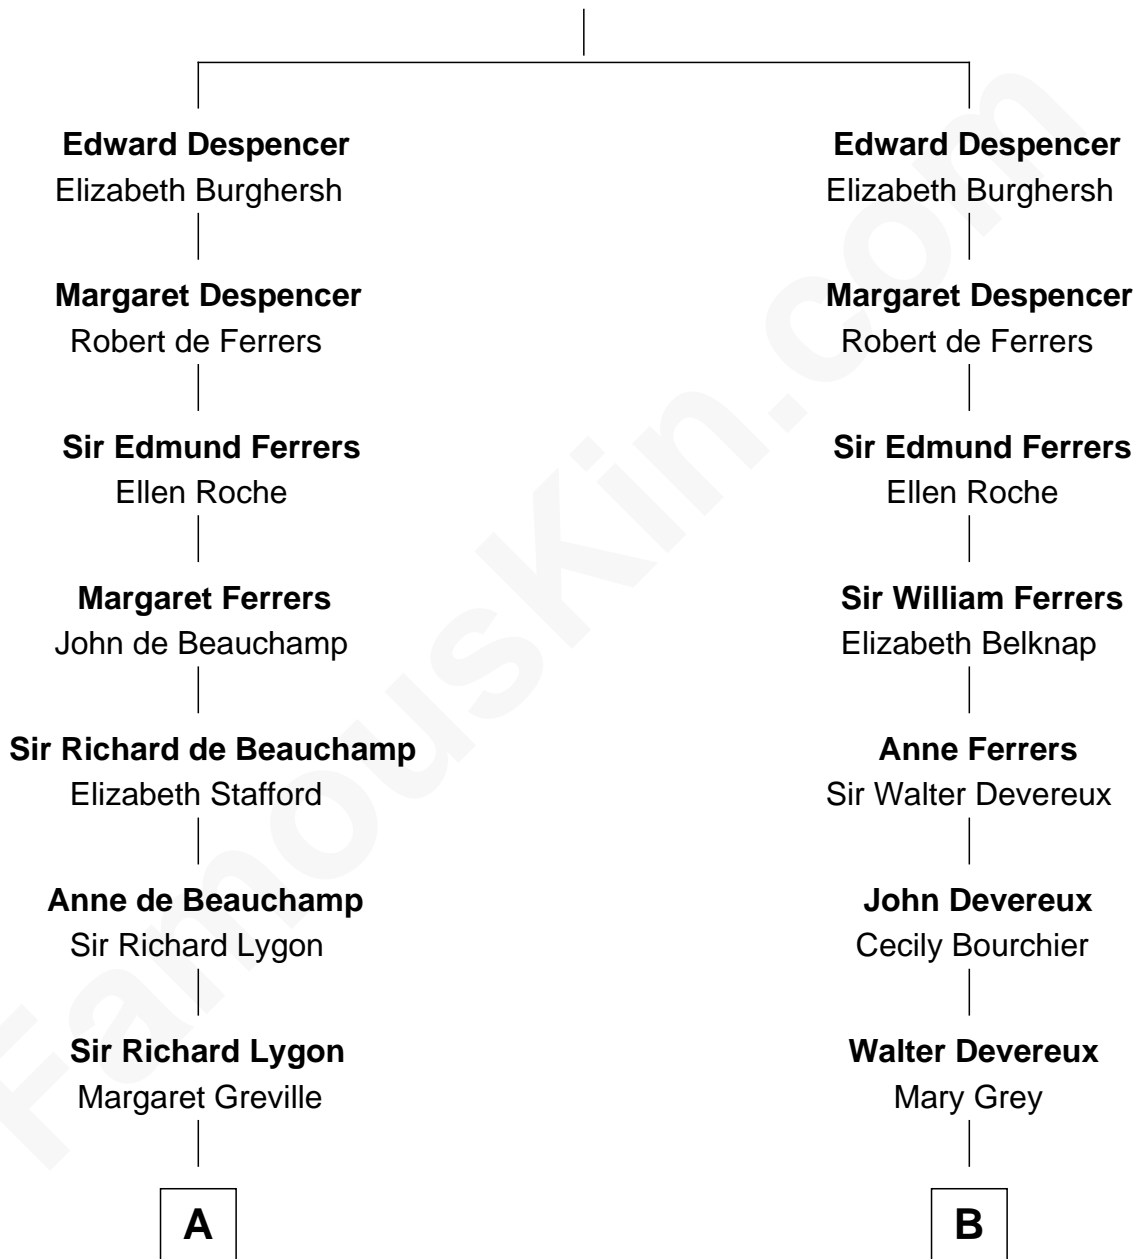 Edward Despencer
Elizabeth Burghersh
Margaret Despencer
Robert de Ferrers
Sir Edmund Ferrers
Ellen Roche
Margaret Ferrers
John de Beauchamp
Sir Richard de Beauchamp
Elizabeth Stafford
Anne de Beauchamp
Sir Richard Lygon
Sir Richard Lygon
Margaret Greville
A
Edward Despencer
Elizabeth Burghersh
Margaret Despencer
Robert de Ferrers
Sir Edmund Ferrers
Ellen Roche
Sir William Ferrers
Elizabeth Belknap
Anne Ferrers
Sir Walter Devereux
John Devereux
Cecily Bourchier
Walter Devereux
Mary Grey
B
FamousKin.com